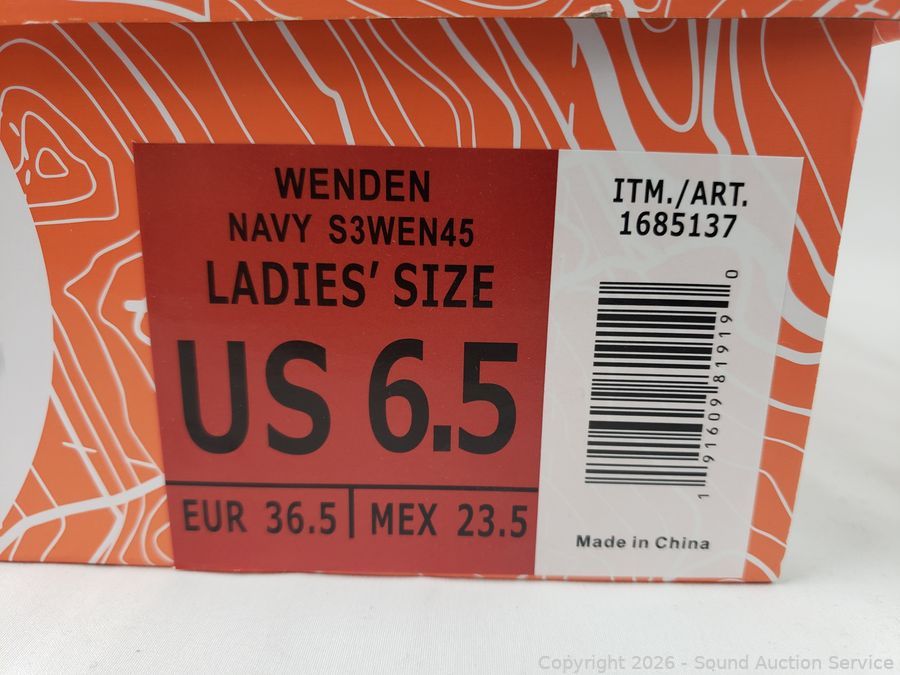 WENDEN
NAVY S3WEN45
LADIES' SIZE
US 6.5
EUR 36.5 | MEX 23.5
ITM./ART.
1685137
1 91609 81919 0
Made in China
Copyright 2026 - Sound Auction Service